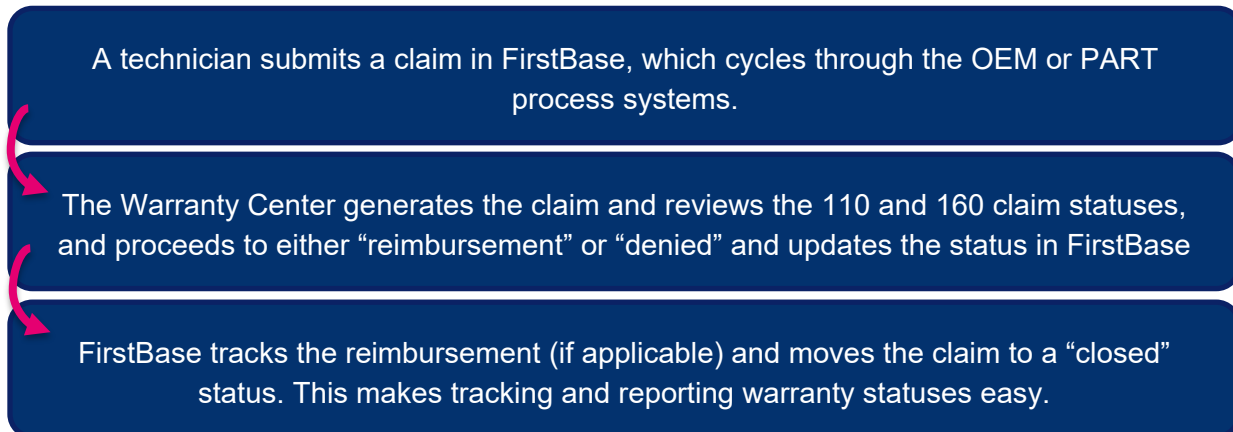 A technician submits a claim in FirstBase, which cycles through the OEM or PART
process systems.
The Warranty Center generates the claim and reviews the 110 and 160 claim statuses,
and proceeds to either “reimbursement” or “denied” and updates the status in FirstBase
FirstBase tracks the reimbursement (if applicable) and moves the claim to a “closed”
status. This makes tracking and reporting warranty statuses easy.